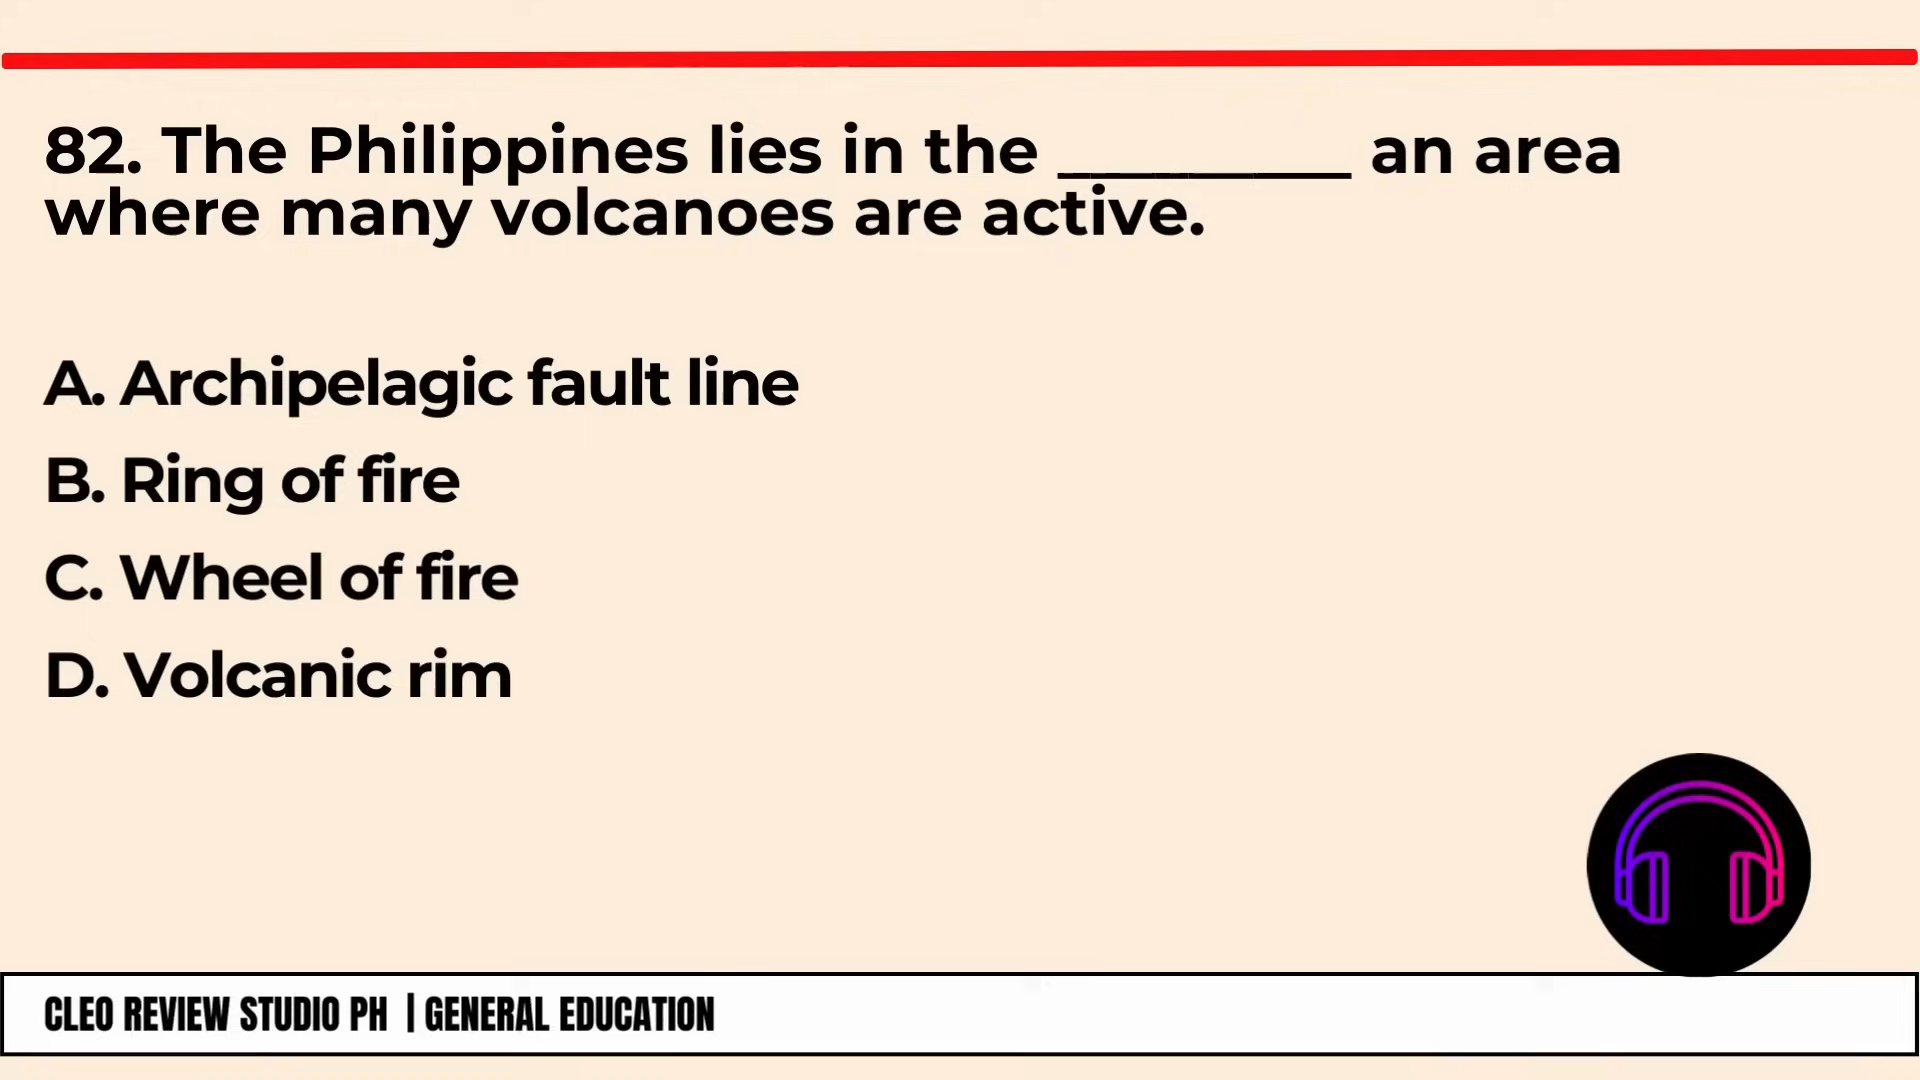 82. The Philippines lies in the _________ an area
where many volcanoes are active.
A. Archipelagic fault line
B. Ring of fire
C. Wheel of fire
D. Volcanic rim
CLEO REVIEW STUDIO PH | GENERAL EDUCATION